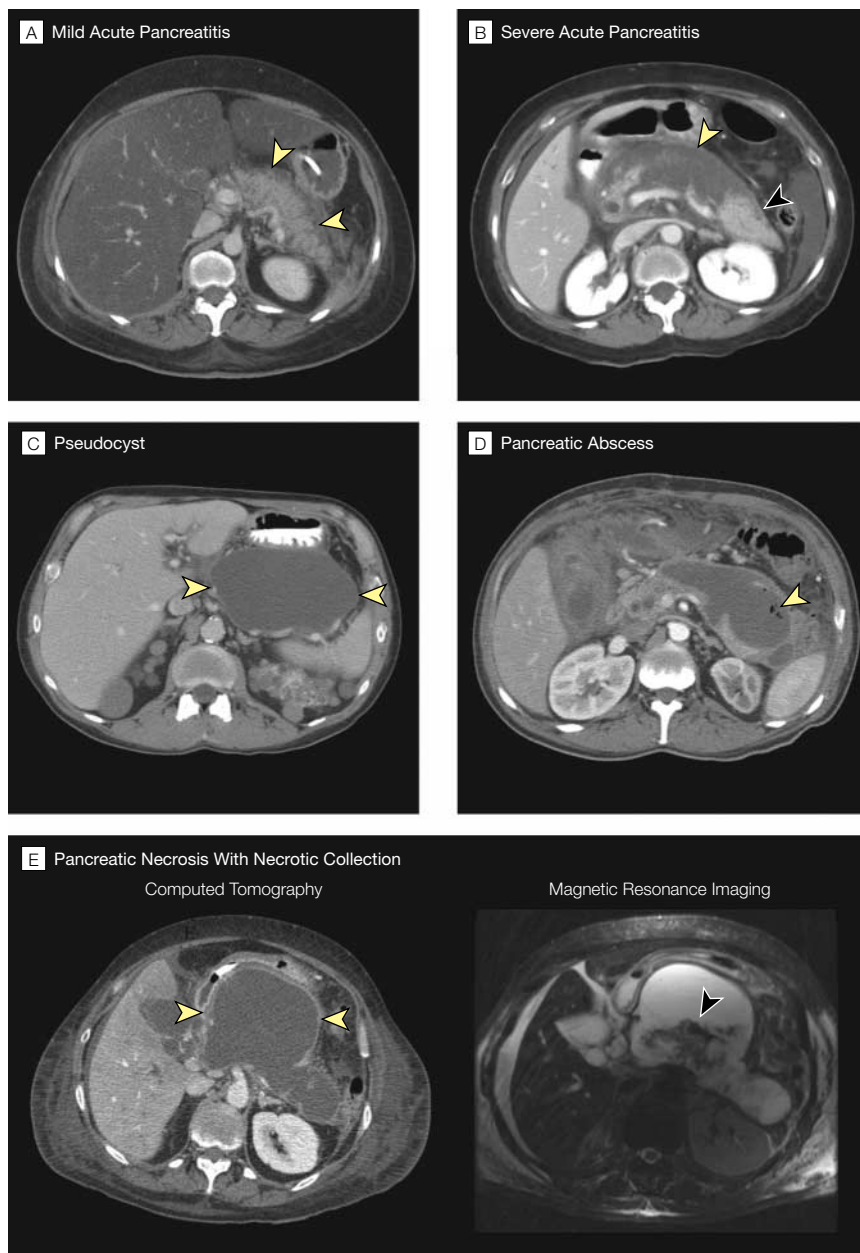 A Mild Acute Pancreatitis
B Severe Acute Pancreatitis
C Pseudocyst
D Pancreatic Abscess
E Pancreatic Necrosis With Necrotic Collection
Computed Tomography
Magnetic Resonance Imaging